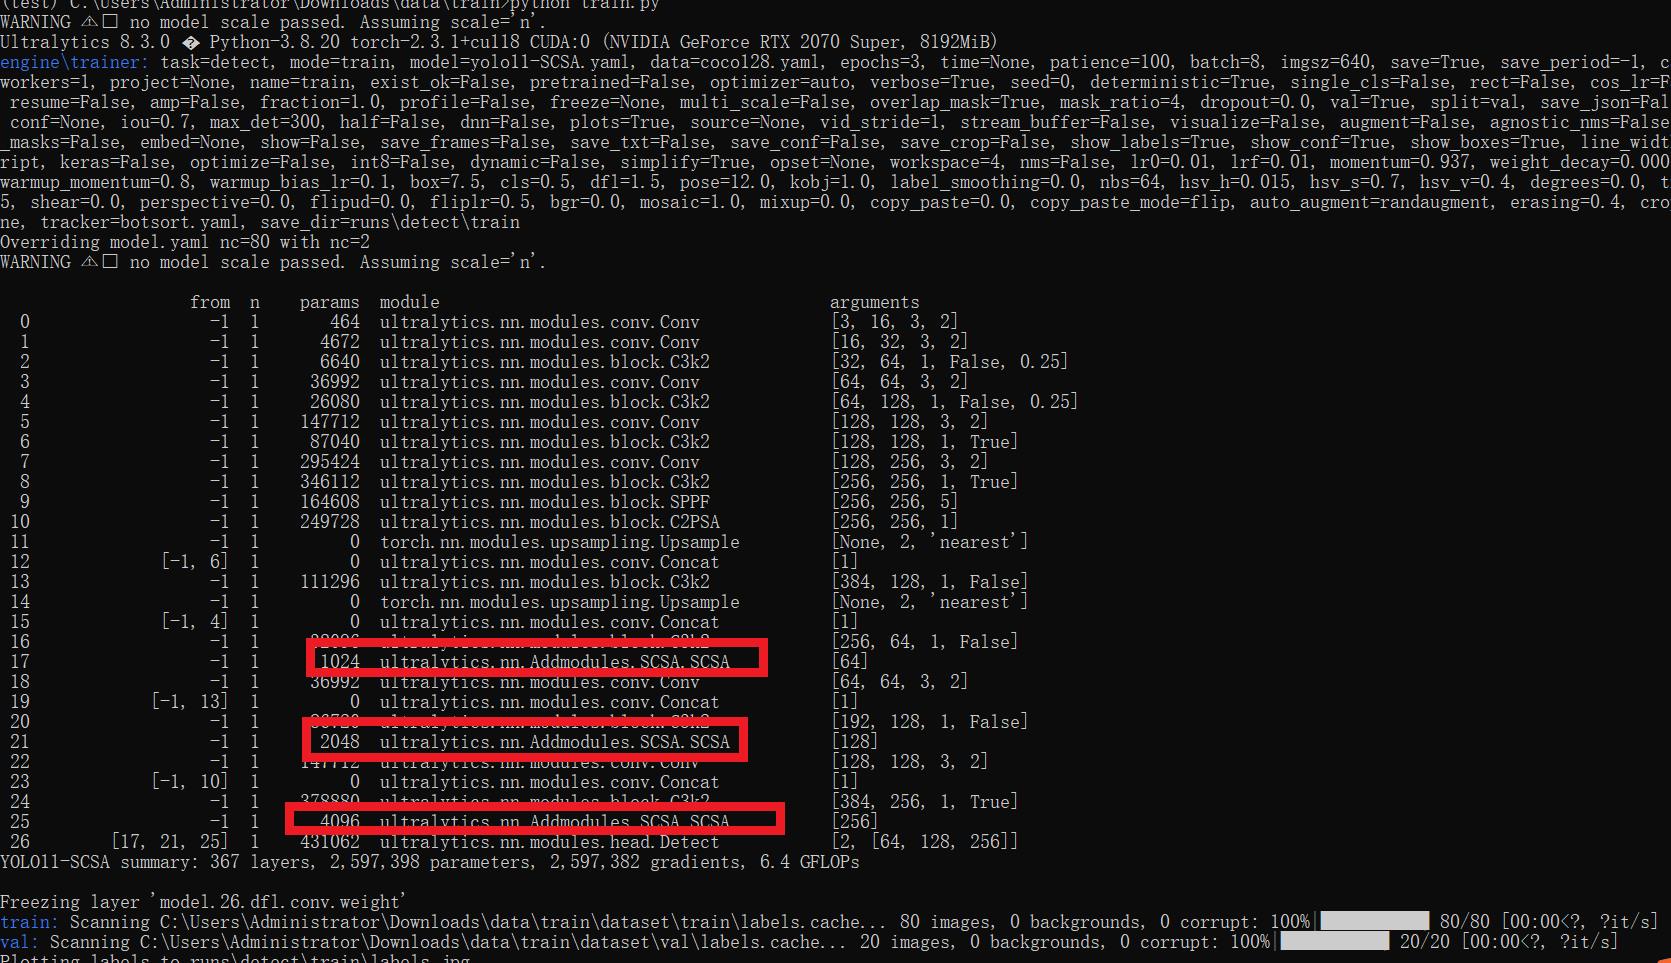 (test) C:\Users\Administrator\Downloads\data\train>python train.py
WARNING ⚠□ no model scale passed. Assuming scale='n'.
Ultralytics 8.3.0 � Python-3.8.20 torch-2.3.1+cu118 CUDA:0 (NVIDIA GeForce RTX 2070 Super, 8192MiB)
engine\trainer: task=detect, mode=train, model=yolo11-SCSA.yaml, data=coco128.yaml, epochs=3, time=None, patience=100, batch=8, imgsz=640, save=True, save_period=-1, c
workers=1, project=None, name=train, exist_ok=False, pretrained=False, optimizer=auto, verbose=True, seed=0, deterministic=True, single_cls=False, rect=False, cos_lr=F
resume=False, amp=False, fraction=1.0, profile=False, freeze=None, multi_scale=False, overlap_mask=True, mask_ratio=4, dropout=0.0, val=True, split=val, save_json=Fal
conf=None, iou=0.7, max_det=300, half=False, dnn=False, plots=True, source=None, vid_stride=1, stream_buffer=False, visualize=False, augment=False, agnostic_nms=False
_masks=False, embed=None, show=False, save_frames=False, save_txt=False, save_conf=False, save_crop=False, show_labels=True, show_conf=True, show_boxes=True, line_widt
ript, keras=False, optimize=False, int8=False, dynamic=False, simplify=True, opset=None, workspace=4, nms=False, lr0=0.01, lrf=0.01, momentum=0.937, weight_decay=0.000
warmup_momentum=0.8, warmup_bias_lr=0.1, box=7.5, cls=0.5, dfl=1.5, pose=12.0, kobj=1.0, label_smoothing=0.0, nbs=64, hsv_h=0.015, hsv_s=0.7, hsv_v=0.4, degrees=0.0, t
5, shear=0.0, perspective=0.0, flipud=0.0, fliplr=0.5, bgr=0.0, mosaic=1.0, mixup=0.0, copy_paste=0.0, copy_paste_mode=flip, auto_augment=randaugment, erasing=0.4, cro
ne, tracker=botsort.yaml, save_dir=runs\detect\train
Overriding model.yaml nc=80 with nc=2
WARNING ⚠□ no model scale passed. Assuming scale='n'.
from n params module arguments
0 -1 1 464 ultralytics.nn.modules.conv.Conv [3, 16, 3, 2]
1 -1 1 4672 ultralytics.nn.modules.conv.Conv [16, 32, 3, 2]
2 -1 1 6640 ultralytics.nn.modules.block.C3k2 [32, 64, 1, False, 0.25]
3 -1 1 36992 ultralytics.nn.modules.conv.Conv [64, 64, 3, 2]
4 -1 1 26080 ultralytics.nn.modules.block.C3k2 [64, 128, 1, False, 0.25]
5 -1 1 147712 ultralytics.nn.modules.conv.Conv [128, 128, 3, 2]
6 -1 1 87040 ultralytics.nn.modules.block.C3k2 [128, 128, 1, True]
7 -1 1 295424 ultralytics.nn.modules.conv.Conv [128, 256, 3, 2]
8 -1 1 346112 ultralytics.nn.modules.block.C3k2 [256, 256, 1, True]
9 -1 1 164608 ultralytics.nn.modules.block.SPPF [256, 256, 5]
10 -1 1 249728 ultralytics.nn.modules.block.C2PSA [256, 256, 1]
11 -1 1 0 torch.nn.modules.upsampling.Upsample [None, 2, 'nearest']
12 [-1, 6] 1 0 ultralytics.nn.modules.conv.Concat [1]
13 -1 1 111296 ultralytics.nn.modules.block.C3k2 [384, 128, 1, False]
14 -1 1 0 torch.nn.modules.upsampling.Upsample [None, 2, 'nearest']
15 [-1, 4] 1 0 ultralytics.nn.modules.conv.Concat [1]
16 -1 1 32096 ultralytics.nn.modules.block.C3k2 [256, 64, 1, False]
17 -1 1 1024 ultralytics.nn.Addmodules.SCSA.SCSA [64]
18 -1 1 36992 ultralytics.nn.modules.conv.Conv [64, 64, 3, 2]
19 [-1, 13] 1 0 ultralytics.nn.modules.conv.Concat [1]
20 -1 1 86720 ultralytics.nn.modules.block.C3k2 [192, 128, 1, False]
21 -1 1 2048 ultralytics.nn.Addmodules.SCSA.SCSA [128]
22 -1 1 147712 ultralytics.nn.modules.conv.Conv [128, 128, 3, 2]
23 [-1, 10] 1 0 ultralytics.nn.modules.conv.Concat [1]
24 -1 1 378880 ultralytics.nn.modules.block.C3k2 [384, 256, 1, True]
25 -1 1 4096 ultralytics.nn.Addmodules.SCSA.SCSA [256]
26 [17, 21, 25] 1 431062 ultralytics.nn.modules.head.Detect [2, [64, 128, 256]]
YOLO11-SCSA summary: 367 layers, 2,597,398 parameters, 2,597,382 gradients, 6.4 GFLOPs
Freezing layer 'model.26.dfl.conv.weight'
train: Scanning C:\Users\Administrator\Downloads\data\train\dataset\train\labels.cache... 80 images, 0 backgrounds, 0 corrupt: 100%| 80/80 [00:00<?, ?it/s]
val: Scanning C:\Users\Administrator\Downloads\data\train\dataset\val\labels.cache... 20 images, 0 backgrounds, 0 corrupt: 100%| 20/20 [00:00<?, ?it/s]
Plotting labels to runs\detect\train\labels.jpg